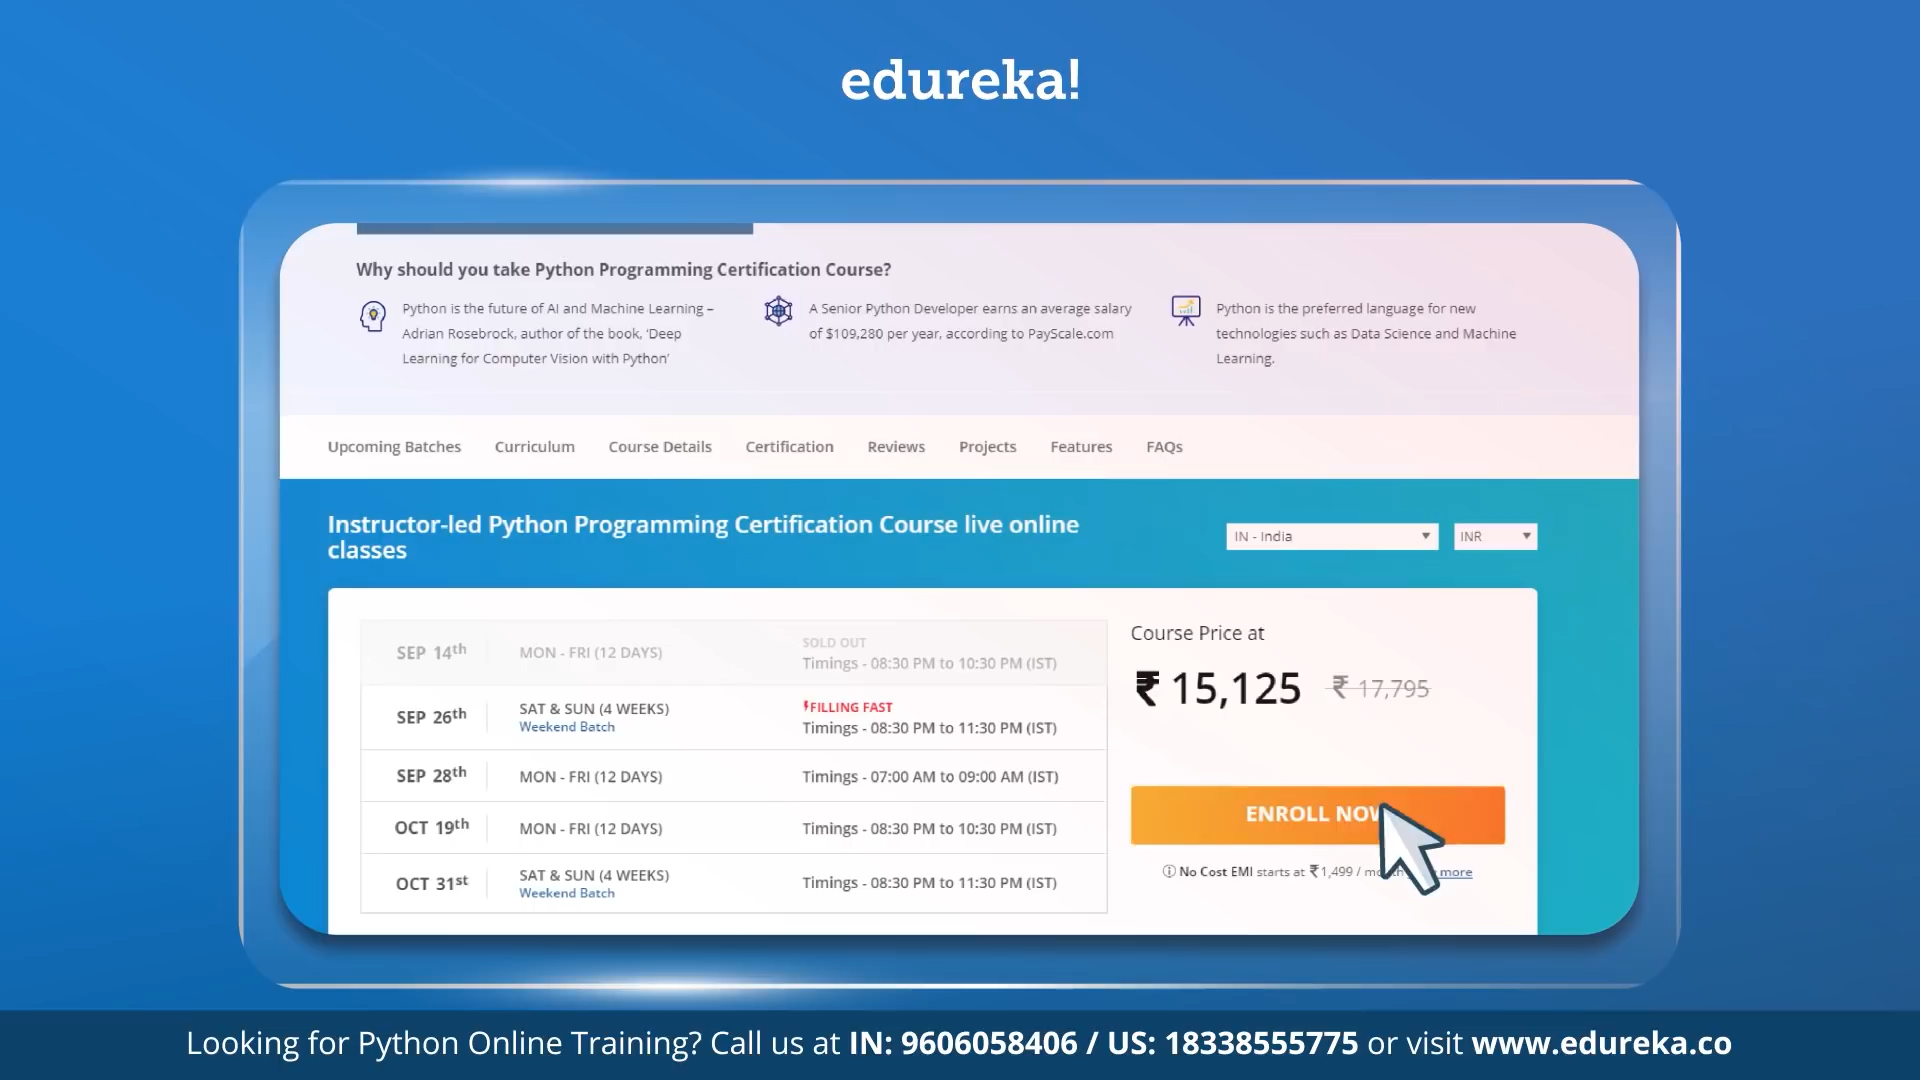 edureka!
Why should you take Python Programming Certification Course?
Python is the future of AI and Machine Learning –
Adrian Rosebrock, author of the book, ‘Deep
Learning for Computer Vision with Python’
A Senior Python Developer earns an average salary
of $109,280 per year, according to PayScale.com
Python is the preferred language for new
technologies such as Data Science and Machine
Learning.
Upcoming Batches Curriculum Course Details Certification Reviews Projects Features FAQs
Instructor-led Python Programming Certification Course live online
classes
IN - India
INR
SEP 14th MON - FRI (12 DAYS) SOLD OUT
Timings - 08:30 PM to 10:30 PM (IST)
SEP 26th SAT & SUN (4 WEEKS) FILLING FAST
Weekend Batch Timings - 08:30 PM to 11:30 PM (IST)
SEP 28th MON - FRI (12 DAYS) Timings - 07:00 AM to 09:00 AM (IST)
OCT 19th MON - FRI (12 DAYS) Timings - 08:30 PM to 10:30 PM (IST)
OCT 31st SAT & SUN (4 WEEKS) Timings - 08:30 PM to 11:30 PM (IST)
Weekend Batch
Course Price at
₹ 15,125 ₹ 17,795
ENROLL NOW
No Cost EMI starts at ₹1,499 / more
Looking for Python Online Training? Call us at IN: 9606058406 / US: 18338555775 or visit www.edureka.co